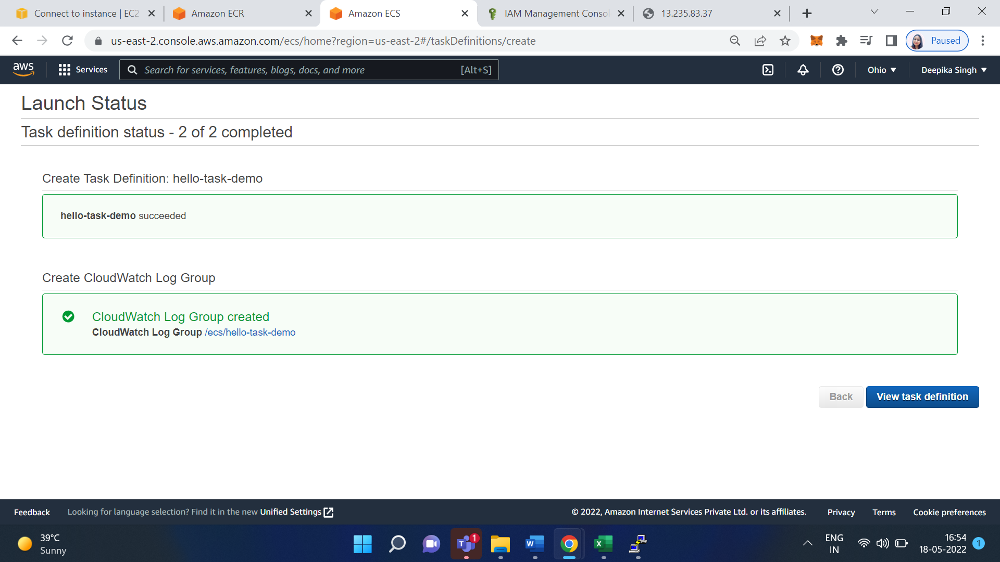 Connect to instance | EC2
Amazon ECR
Amazon ECS
IAM Management Consol
13.235.83.37
us-east-2.console.aws.amazon.com/ecs/home?region=us-east-2#/taskDefinitions/create
Paused
aws
Services
Search for services, features, blogs, docs, and more
[Alt+S]
Ohio
Deepika Singh
Launch Status
Task definition status - 2 of 2 completed
Create Task Definition: hello-task-demo
hello-task-demo succeeded
Create CloudWatch Log Group
CloudWatch Log Group created
CloudWatch Log Group /ecs/hello-task-demo
Back
View task definition
Feedback
Looking for language selection? Find it in the new Unified Settings
© 2022, Amazon Internet Services Private Ltd. or its affiliates.
Privacy
Terms
Cookie preferences
39°C
Sunny
T
1
W
X
ENG
IN
16:54
18-05-2022
1